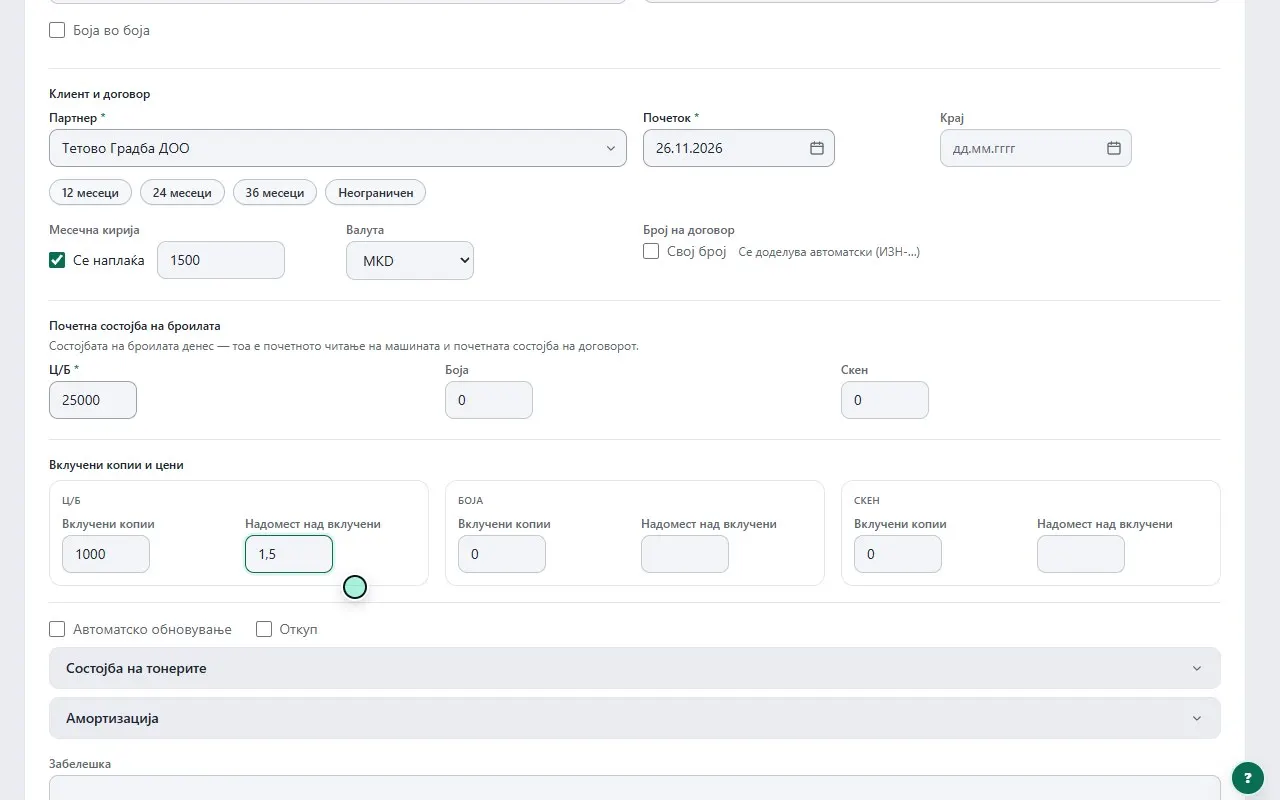 Боја во боја
Клиент и договор
Партнер * Почеток * Крај
Тетово Градба ДОО 26.11.2026 дд.мм.гггг
12 месеци 24 месеци 36 месеци Неограничен
Месечна кирија Валута Број на договор
Се наплаќа 1500 MKD Свој број Се доделува автоматски (ИЗН-...)
Почетна состојба на броилата
Состојбата на броилата денес — тоа е почетното читање на машината и почетната состојба на договорот.
Ц/Б * Боја Скен
25000 0 0
Вклучени копии и цени
Ц/Б БОЈА СКЕН
Вклучени копии Надомест над вклучени Вклучени копии Надомест над вклучени Вклучени копии Надомест над вклучени
1000 1,5 0 0
Автоматско обновување Откуп
Состојба на тонерите
Амортизација
Забелешка
?